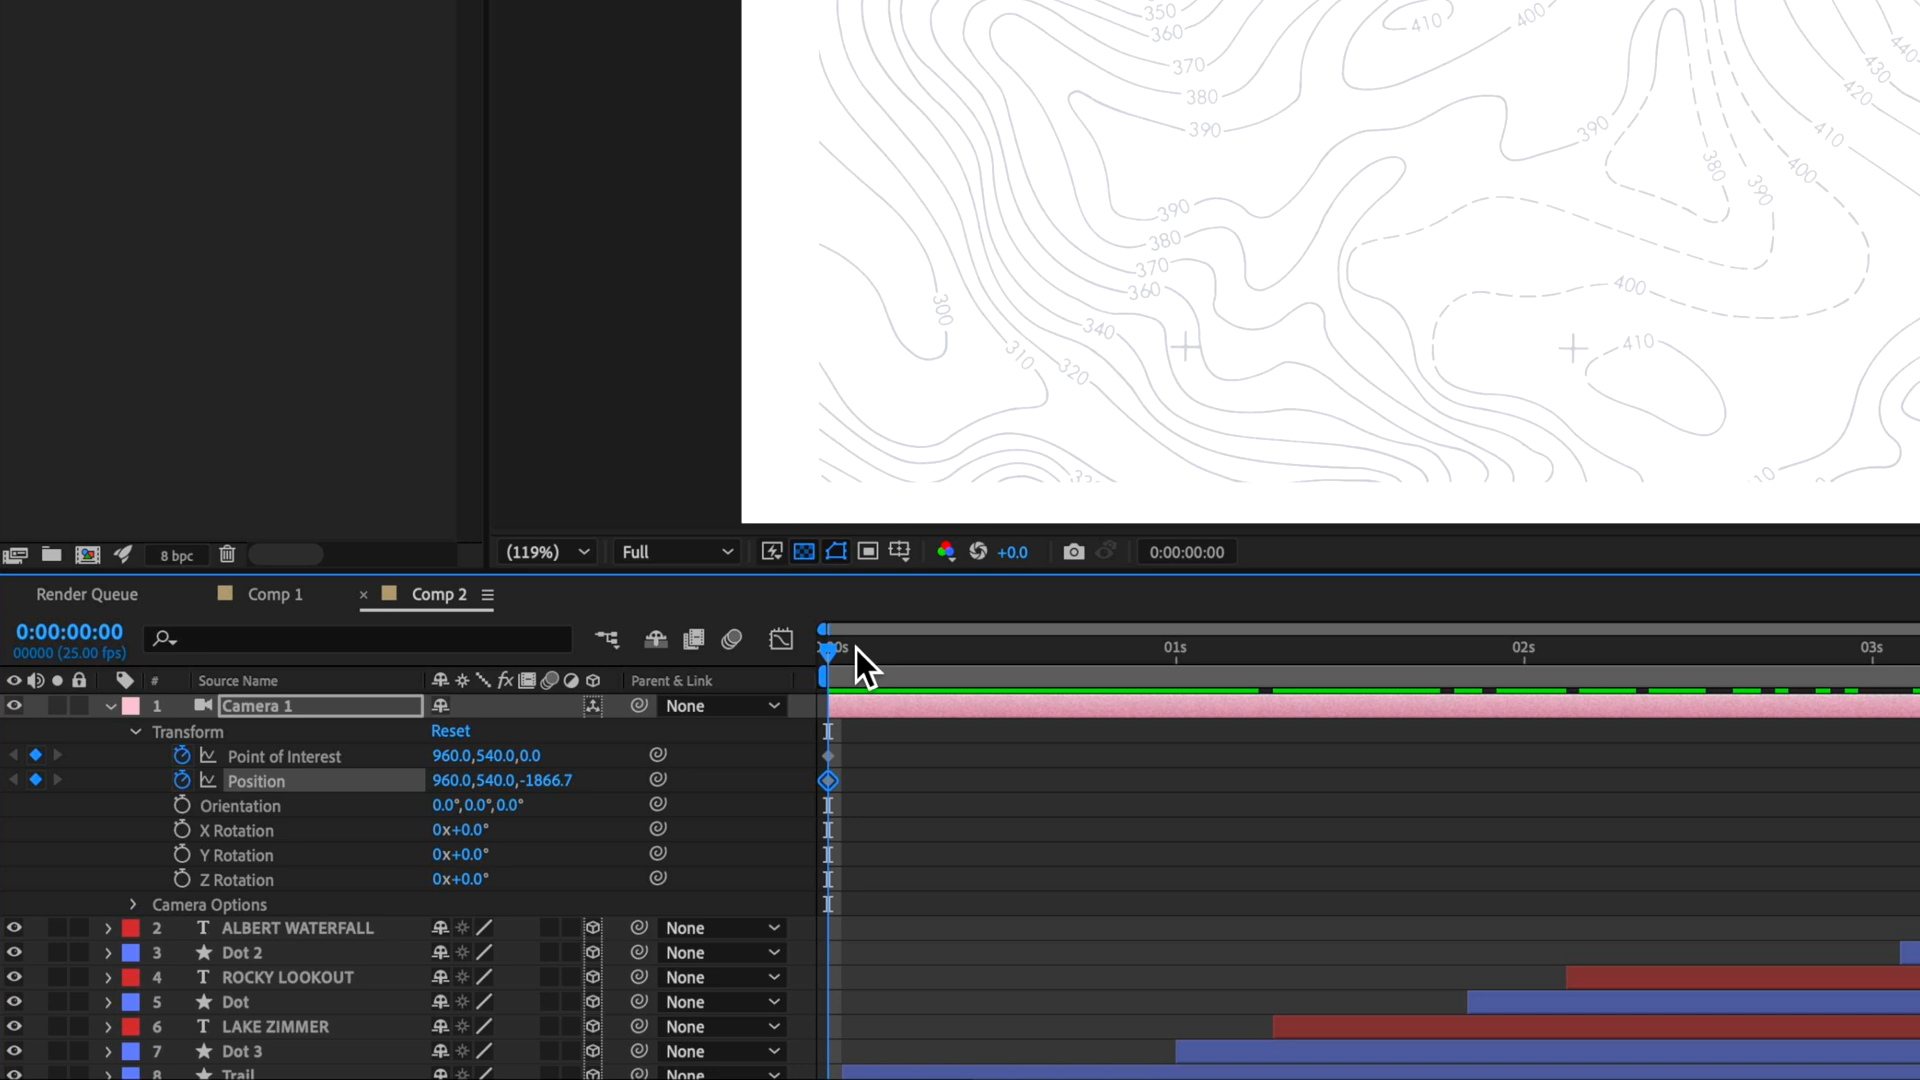 350
360
370
380
390
410
400
390
380
390
400
410
420
430
440
390
380
370
360
340
300
310
320
400
410
8 bpc
(119%)
Full
+0.0
0:00:00:00
Render Queue
Comp 1
× Comp 2
0:00:00:00
00000 (25.00 fps)
01s
02s
03s
#
Source Name
fx
Parent & Link
1 Camera 1 None
Transform Reset
Point of Interest 960.0,540.0,0.0
Position 960.0,540.0,-1866.7
Orientation 0.0°,0.0°,0.0°
X Rotation 0x+0.0°
Y Rotation 0x+0.0°
Z Rotation 0x+0.0°
Camera Options
2 T ALBERT WATERFALL None
3 Dot 2 None
4 T ROCKY LOOKOUT None
5 Dot None
6 T LAKE ZIMMER None
7 Dot 3 None
8 Trail None